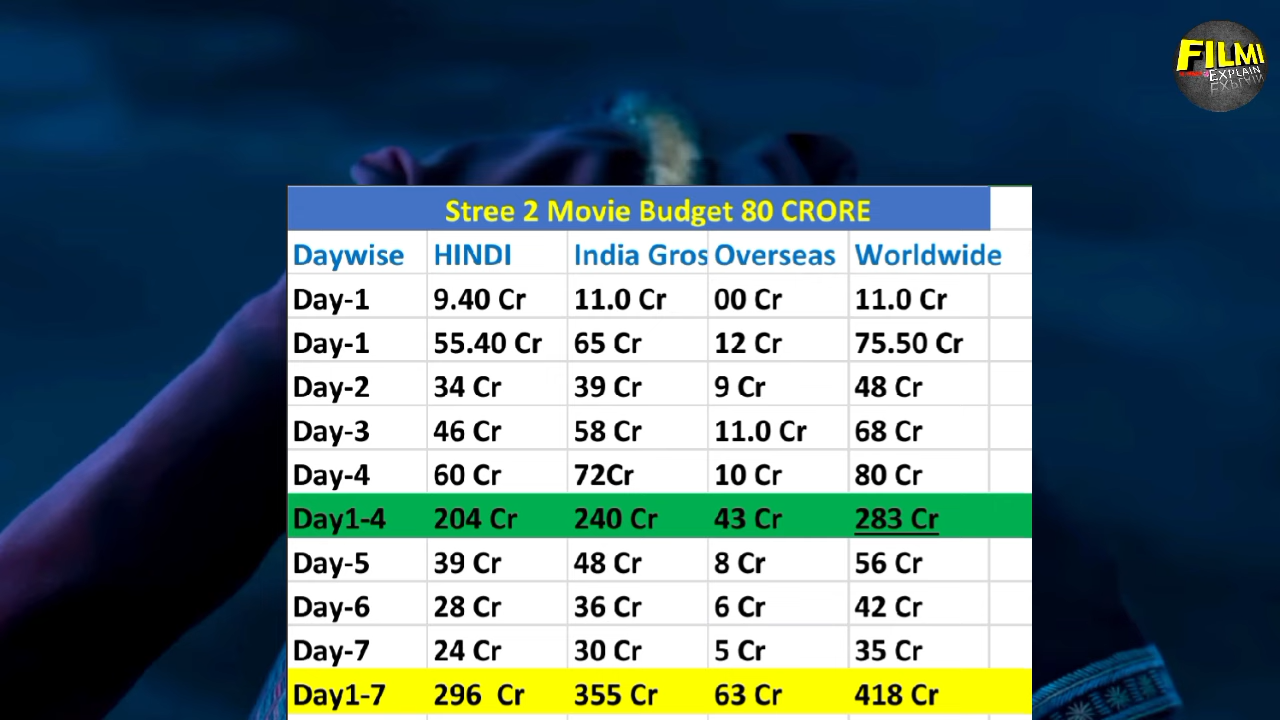 FILMI
EXPLAIN
Stree 2 Movie Budget 80 CRORE
Daywise HINDI India Gros Overseas Worldwide
Day-1 9.40 Cr 11.0 Cr 00 Cr 11.0 Cr
Day-1 55.40 Cr 65 Cr 12 Cr 75.50 Cr
Day-2 34 Cr 39 Cr 9 Cr 48 Cr
Day-3 46 Cr 58 Cr 11.0 Cr 68 Cr
Day-4 60 Cr 72Cr 10 Cr 80 Cr
Day1-4 204 Cr 240 Cr 43 Cr 283 Cr
Day-5 39 Cr 48 Cr 8 Cr 56 Cr
Day-6 28 Cr 36 Cr 6 Cr 42 Cr
Day-7 24 Cr 30 Cr 5 Cr 35 Cr
Day1-7 296 Cr 355 Cr 63 Cr 418 Cr